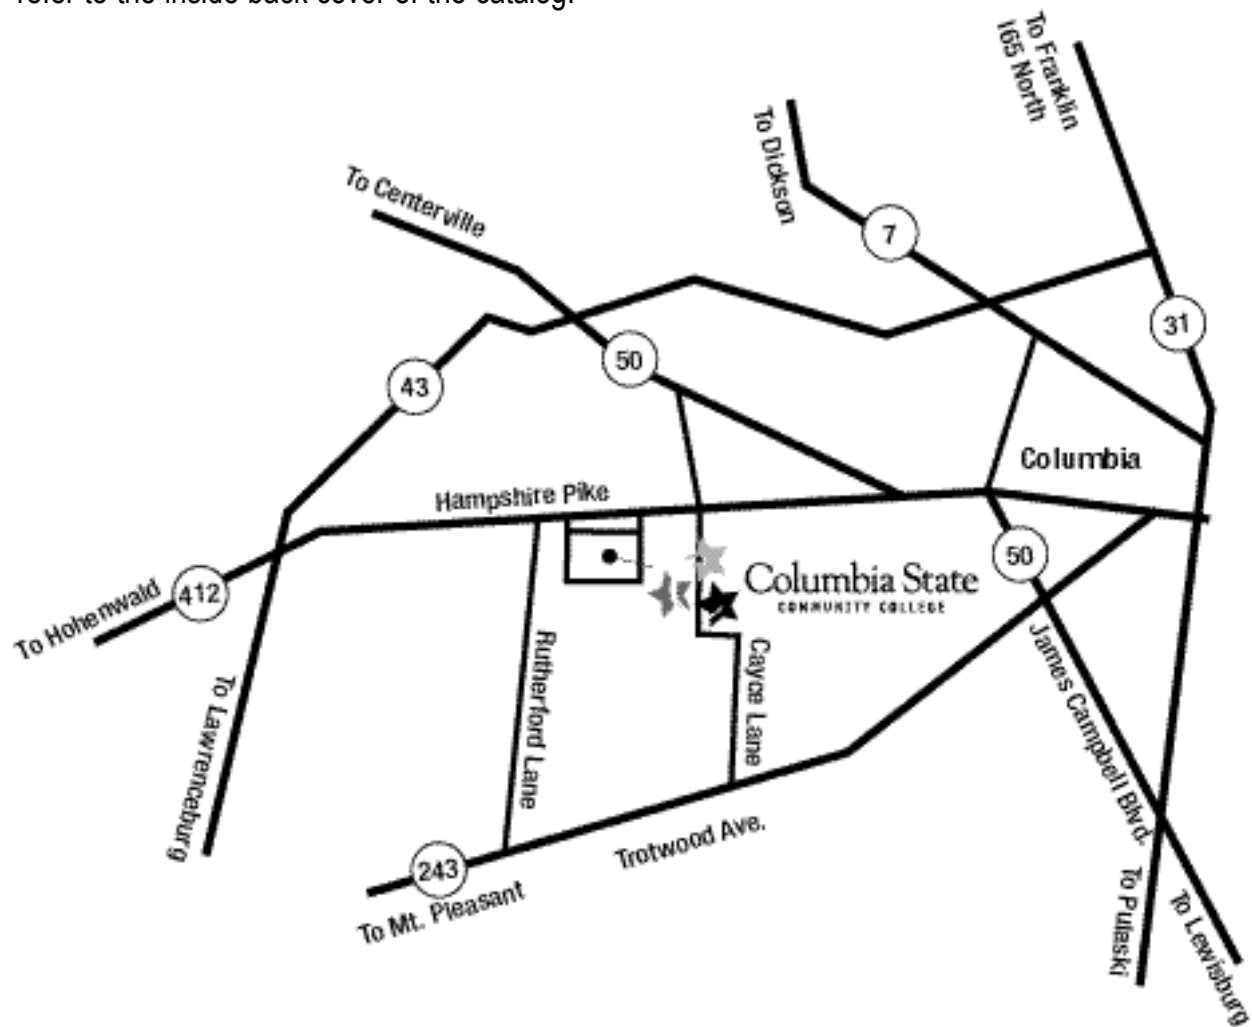 refer to the inside back cover of the catalog.
To Franklin
I65 North
To Dickson
7
To Centerville
31
50
43
Columbia
Hampshire Pike
50
412
To Hohenwald
Columbia State
COMMUNITY COLLEGE
Rutherford Lane
Cayce Lane
James Campbell Blvd.
To Lawrenceburg
Trotwood Ave.
243
To Mt. Pleasant
To Pulaski
To Lewisburg